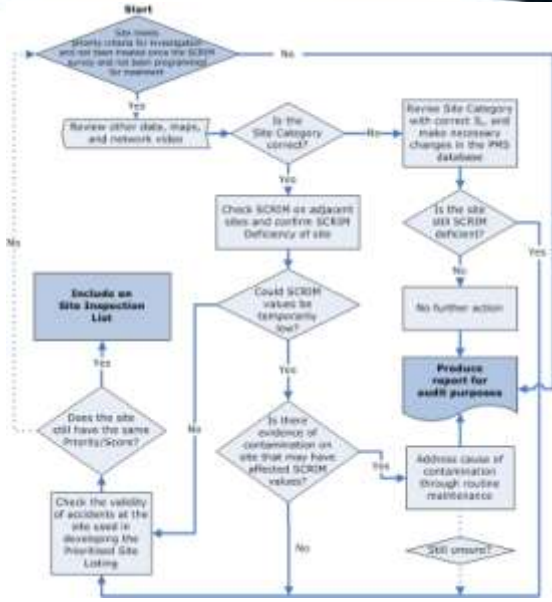 Start
Site meets
priority criteria for investigation
and not been treated since the SCRIM
survey and not been programmed
for treatment
No
Yes
Review other data, maps,
and network video
Is the
Site Category
correct?
No
Revise Site Category
with correct IL, and
make necessary
changes in the PMS
database
Yes
Check SCRIM on adjacent
sites and confirm SCRIM
Deficiency of site
Is the site
still SCRIM
deficient?
Yes
No
No
Include on
Site Inspection
List
Could SCRIM
values be
temporarily
low?
No further action
Yes
Yes
Produce
report for
audit purposes
Does the site
still have the same
Priority/Score?
No
Is there
evidence of
contamination on
site that may have
affected SCRIM
values?
Yes
Address cause of
contamination
through routine
maintenance
Check the validity
of accidents at the
site used in
developing the
Prioritised Site
Listing
No
Still unsure?